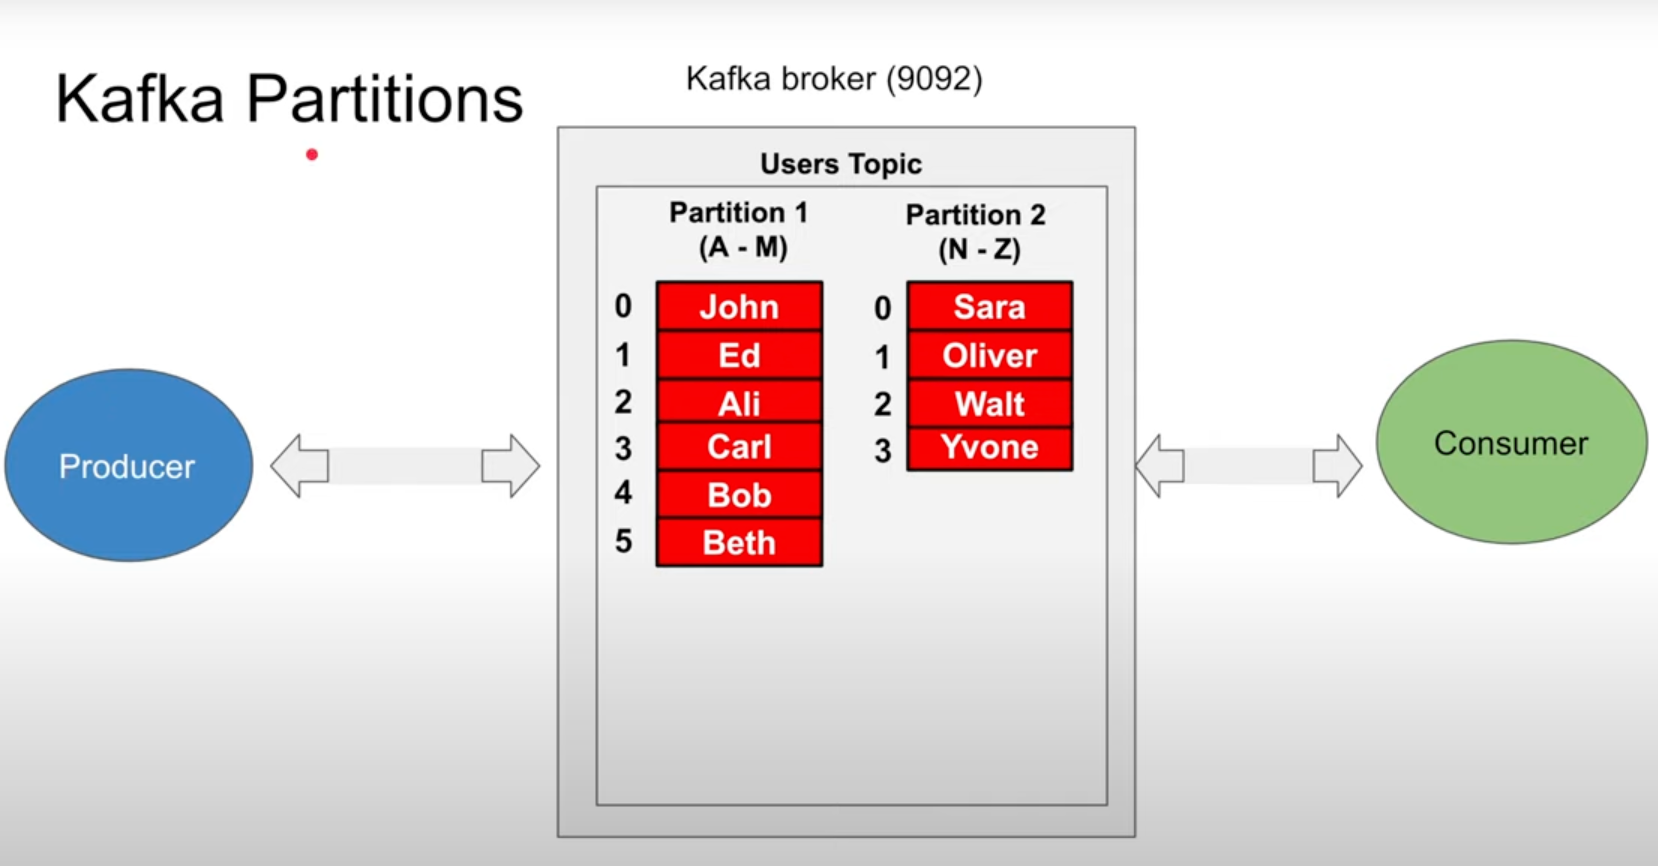 Kafka Partitions
Kafka broker (9092)
Users Topic
Partition 1
(A - M)
0 John
1 Ed
2 Ali
3 Carl
4 Bob
5 Beth
Partition 2
(N - Z)
0 Sara
1 Oliver
2 Walt
3 Yvone
Producer
Consumer